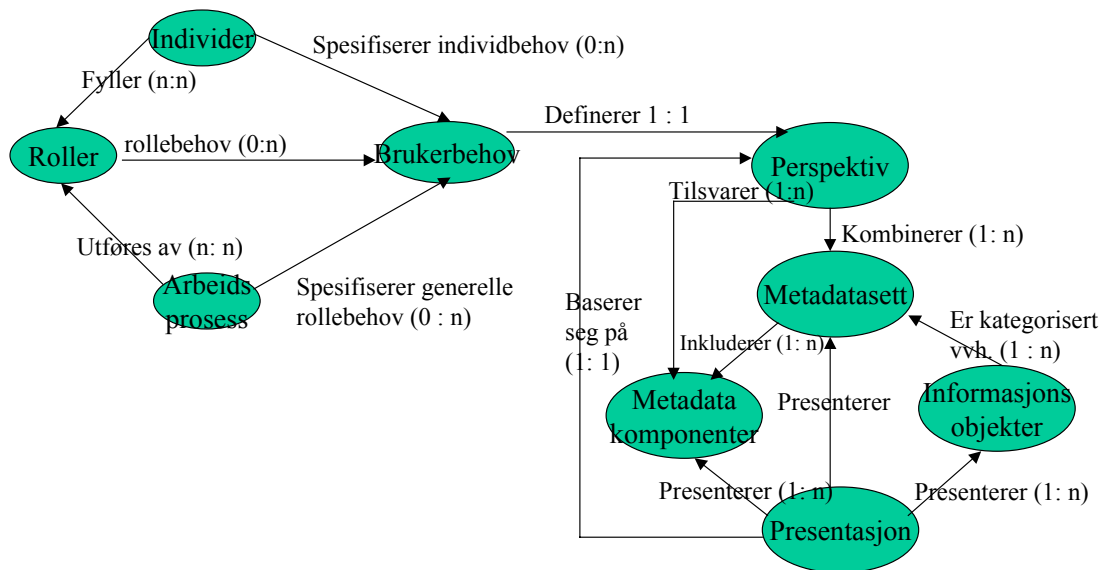 Individer
Spesifiserer individbehov (0:n)
Fyller (n:n)
Definerer 1 : 1
Roller
rollebehov (0:n)
Brukerbehov
Perspektiv
Tilsvarer (1:n)
Utføres av (n: n)
Kombinerer (1: n)
Arbeids
prosess
Spesifiserer generelle
rollebehov (0 : n)
Baserer
seg på
(1: 1)
Metadatasett
Inkluderer (1: n)
Er kategorisert
vvh. (1 : n)
Metadata
komponenter
Presenterer
Informasjons
objekter
Presenterer (1: n)
Presenterer (1: n)
Presentasjon